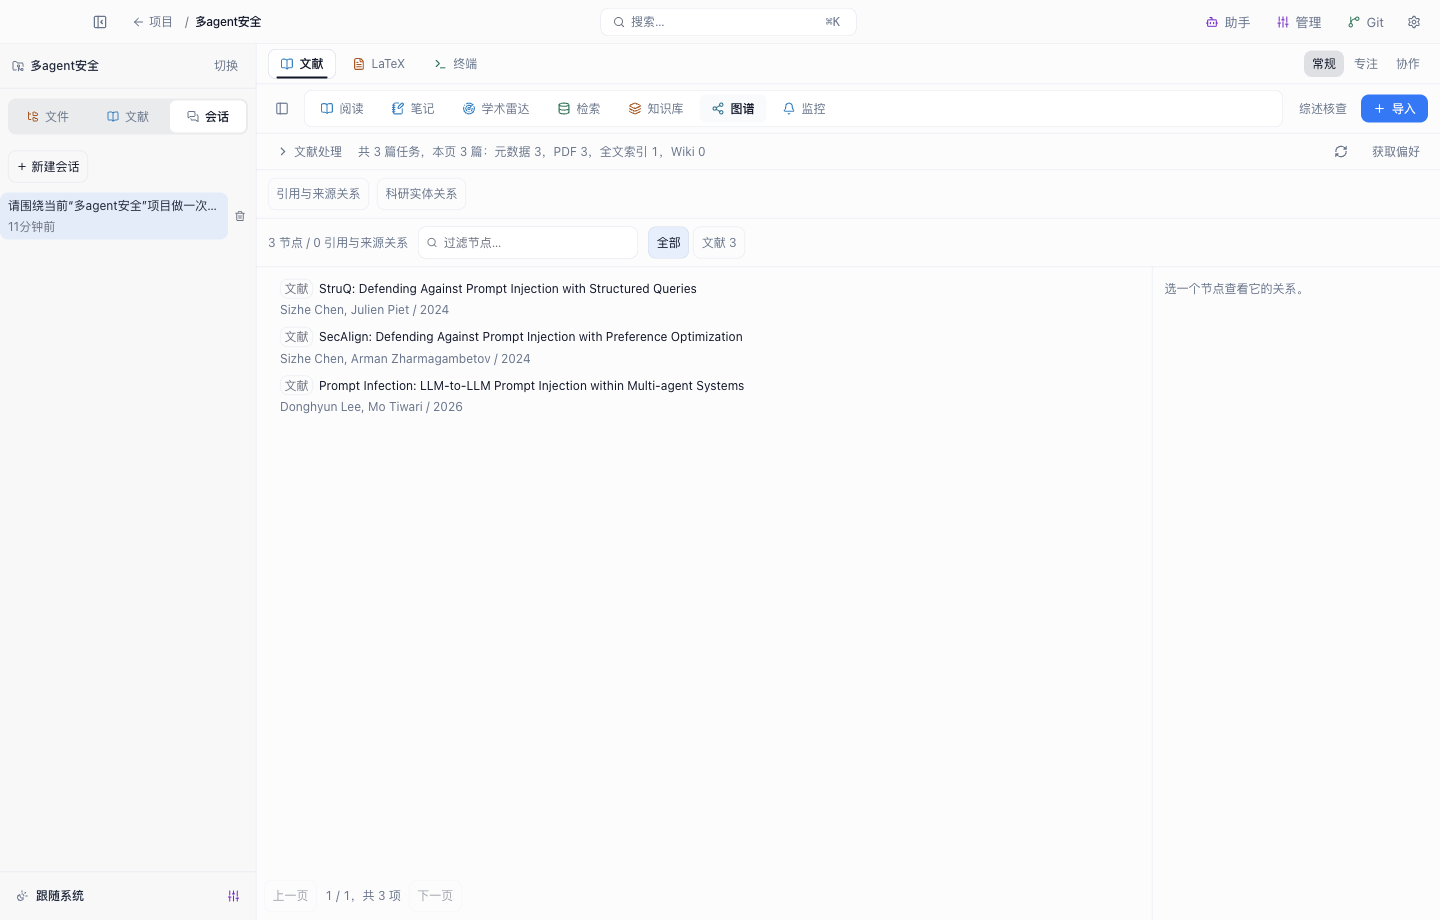 项目 / 多agent安全
搜索... ⌘K
助手 管理 Git
多agent安全 切换
文献 LaTeX 终端
常规 专注 协作
文件 文献 会话
阅读 笔记 学术雷达 检索 知识库 图谱 监控
综述核查 导入
文献处理 共 3 篇任务，本页 3 篇：元数据 3，PDF 3，全文索引 1，Wiki 0
获取偏好
新建会话
引用与来源关系 科研实体关系
请围绕当前“多agent安全”项目做一次...
11分钟前
3 节点 / 0 引用与来源关系 过滤节点... 全部 文献 3
文献 StruQ: Defending Against Prompt Injection with Structured Queries
Sizhe Chen, Julien Piet / 2024
文献 SecAlign: Defending Against Prompt Injection with Preference Optimization
Sizhe Chen, Arman Zharmagambetov / 2024
文献 Prompt Infection: LLM-to-LLM Prompt Injection within Multi-agent Systems
Donghyun Lee, Mo Tiwari / 2026
选一个节点查看它的关系。
跟随系统
上一页 1 / 1，共 3 项 下一页